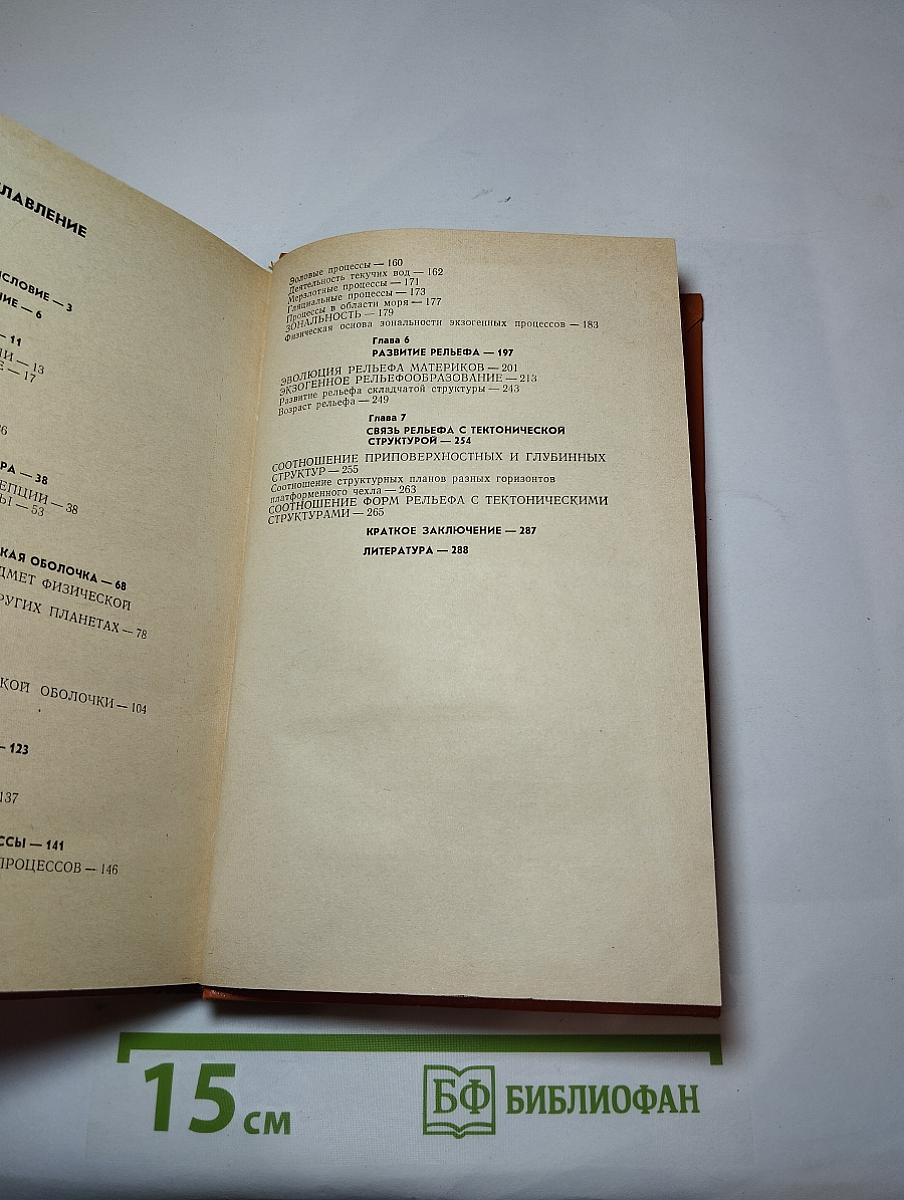 ЛАВЛЕНИЕ
ИСЛОВИЕ — 3
НИЕ — 6
— 11
ИИ — 13
Е — 17
36
РА — 38
ЕПЦИИ — 38
Ы — 53
КАЯ ОБОЛОЧКА — 68
ДМЕТ ФИЗИЧЕСКОЙ
РУГИХ ПЛАНЕТАХ — 78
КОЙ ОБОЛОЧКИ — 104
— 123
137
ССЫ — 141
ПРОЦЕССОВ — 146
Эоловые процессы — 160
Деятельность текучих вод — 162
Мерзлотные процессы — 171
Гляциальные процессы — 173
Процессы в области моря — 177
ЗОНАЛЬНОСТЬ — 179
Физическая основа зональности экзогенных процессов — 183
Глава 6
РАЗВИТИЕ РЕЛЬЕФА — 197
ЭВОЛЮЦИЯ РЕЛЬЕФА МАТЕРИКОВ — 201
ЭКЗОГЕННОЕ РЕЛЬЕФООБРАЗОВАНИЕ — 213
Развитие рельефа складчатой структуры — 243
Возраст рельефа — 249
Глава 7
СВЯЗЬ РЕЛЬЕФА С ТЕКТОНИЧЕСКОЙ
СТРУКТУРОЙ — 254
СООТНОШЕНИЕ ПРИПОВЕРХНОСТНЫХ И ГЛУБИННЫХ
СТРУКТУР — 255
Соотношение структурных планов разных горизонтов
платформенного чехла — 263
СООТНОШЕНИЕ ФОРМ РЕЛЬЕФА С ТЕКТОНИЧЕСКИМИ
СТРУКТУРАМИ — 265
КРАТКОЕ ЗАКЛЮЧЕНИЕ — 287
ЛИТЕРАТУРА — 288
15 см
БФ БИБЛИОФАН